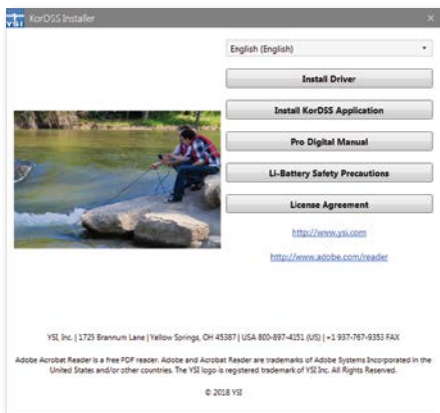 YSI
KorDSS Installer
English (English)
Install Driver
Install KorDSS Application
Pro Digital Manual
Li-Battery Safety Precautions
License Agreement
http://www.ysi.com
http://www.adobe.com/reader
YSI, Inc. | 1725 Brannum Lane | Yellow Springs, OH 45387 | USA 800-897-4151 (US) | +1 937-767-9353 FAX
Adobe Acrobat Reader is a free PDF reader. Adobe and Acrobat Reader are trademarks of Adobe Systems Incorporated in the
United States and/or other countries. The YSI logo is registered trademark of YSI Inc. All Rights Reserved.
© 2018 YSI